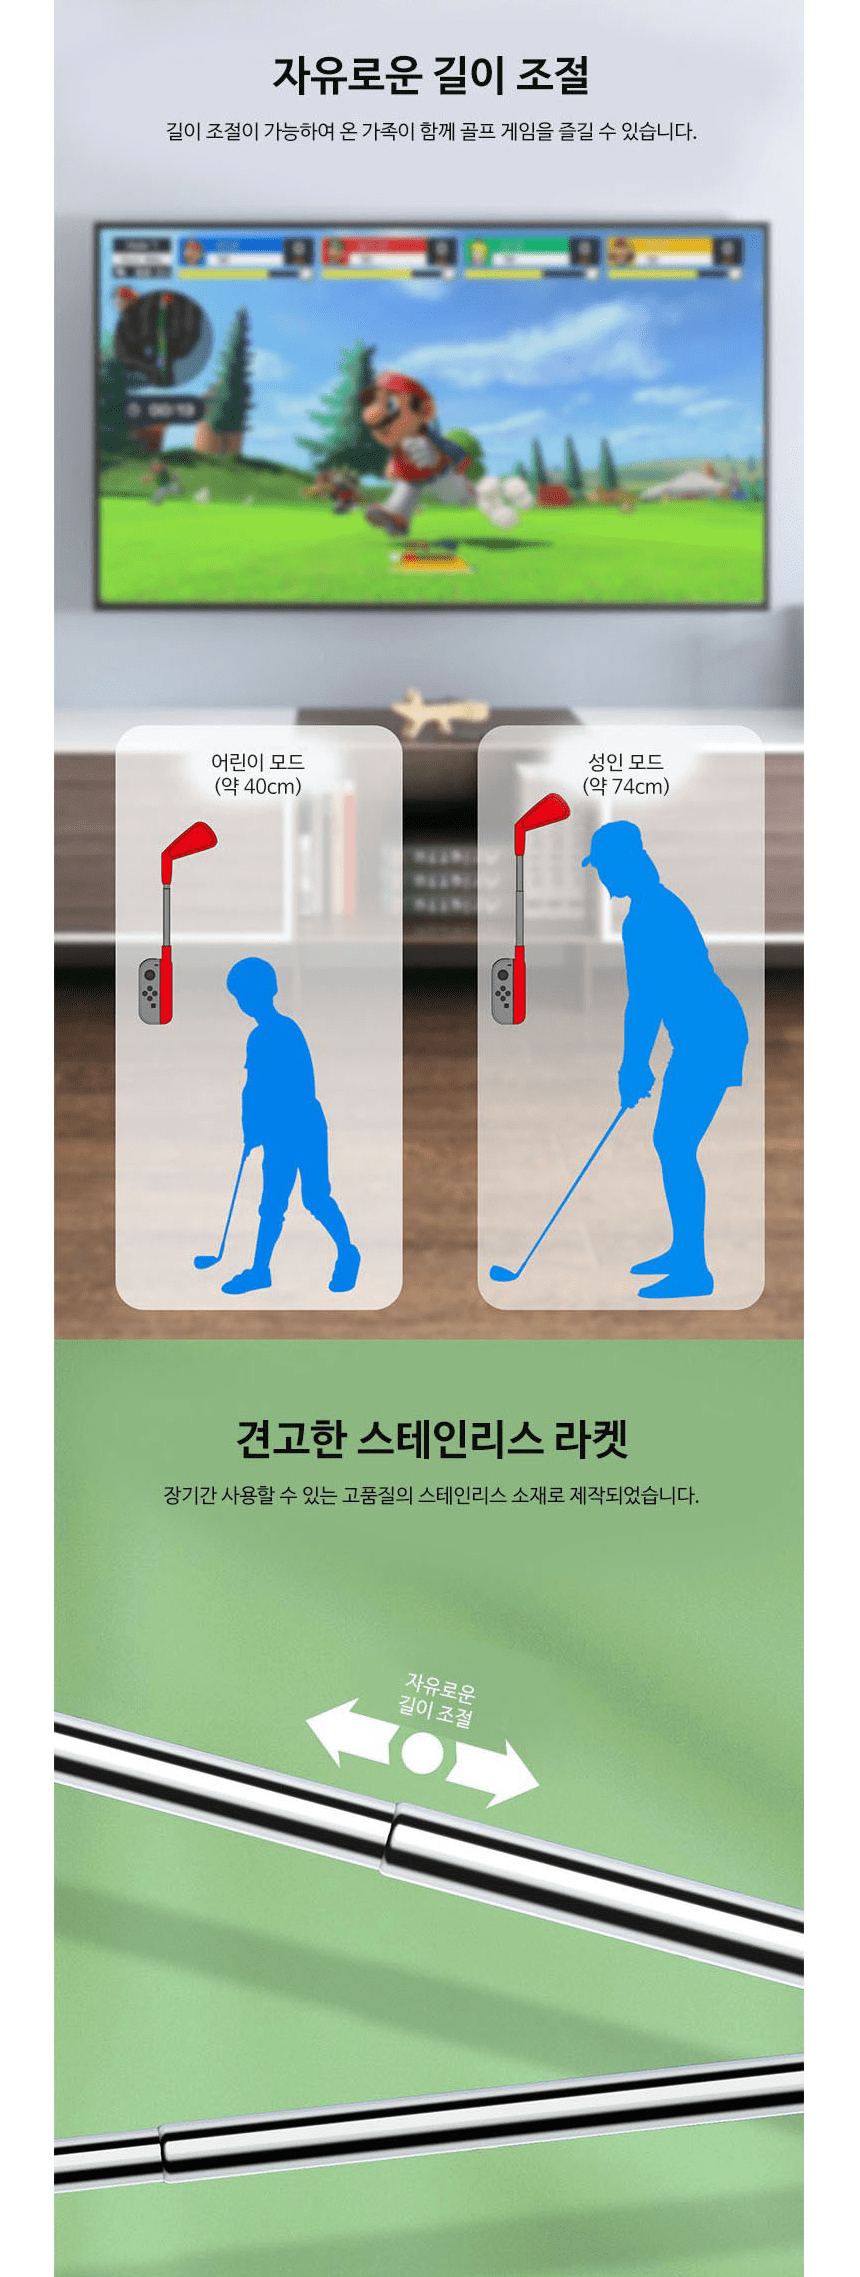 자유로운 길이 조절
길이 조절이 가능하여 온 가족이 함께 골프 게임을 즐길 수 있습니다.
어린이 모드
(약 40cm)
성인 모드
(약 74cm)
견고한 스테인리스 라켓
장기간 사용할 수 있는 고품질의 스테인리스 소재로 제작되었습니다.
자유로운
길이 조절